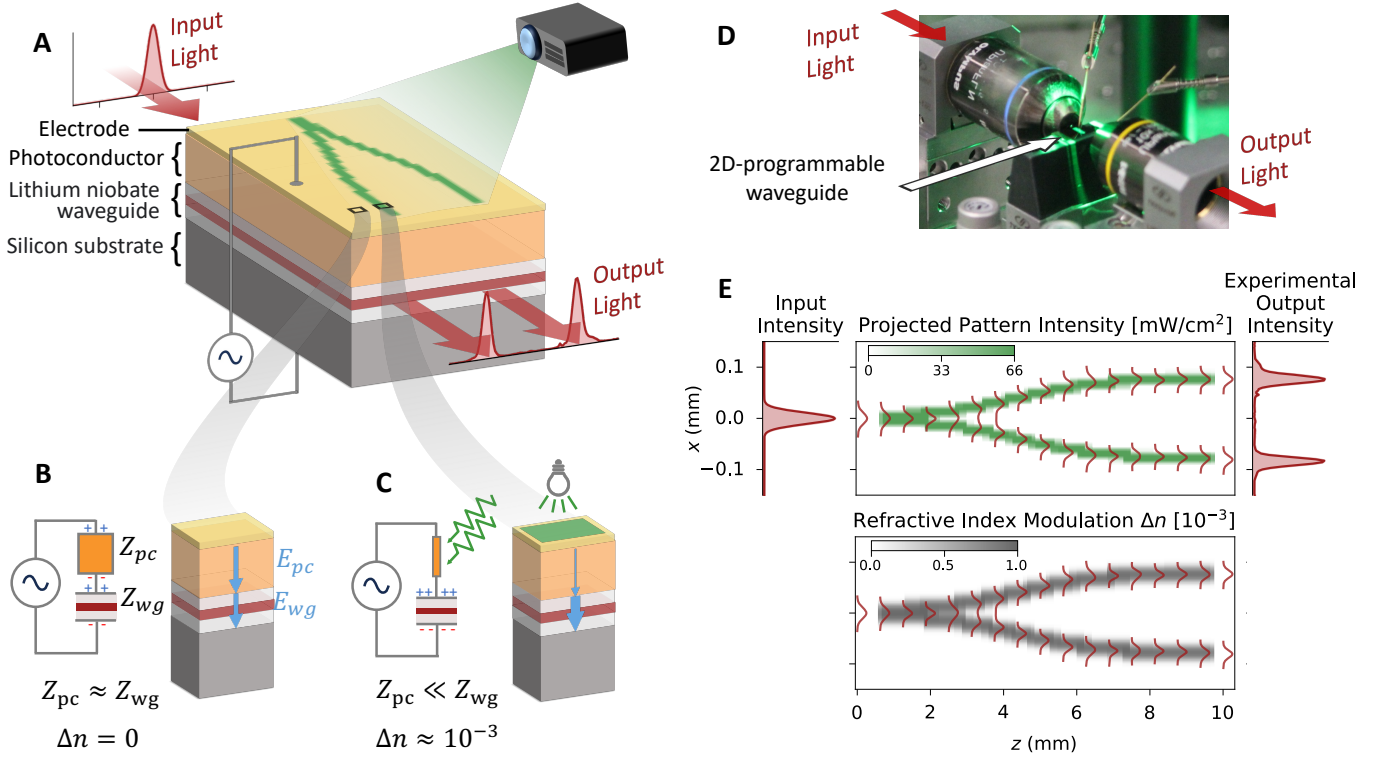 A
Input
Light
Electrode
Photoconductor {
Lithium niobate {
waveguide
Silicon substrate {
Output
Light
B
Z_pc
Z_wg
E_pc
E_wg
++
--
++
--
Z_pc ≈ Z_wg
Δn = 0
C
++ ++
----
Z_pc ≪ Z_wg
Δn ≈ 10⁻³
D
Input
Light
2D-programmable
waveguide
OLYMPUS
UPlanFL N
Output
Light
E
Input
Intensity
Projected Pattern Intensity [mW/cm²]
Experimental
Output
Intensity
0 33 66
0.1
0.0
−0.1
x (mm)
Refractive Index Modulation Δn [10⁻³]
0.0 0.5 1.0
0 2 4 6 8 10
z (mm)